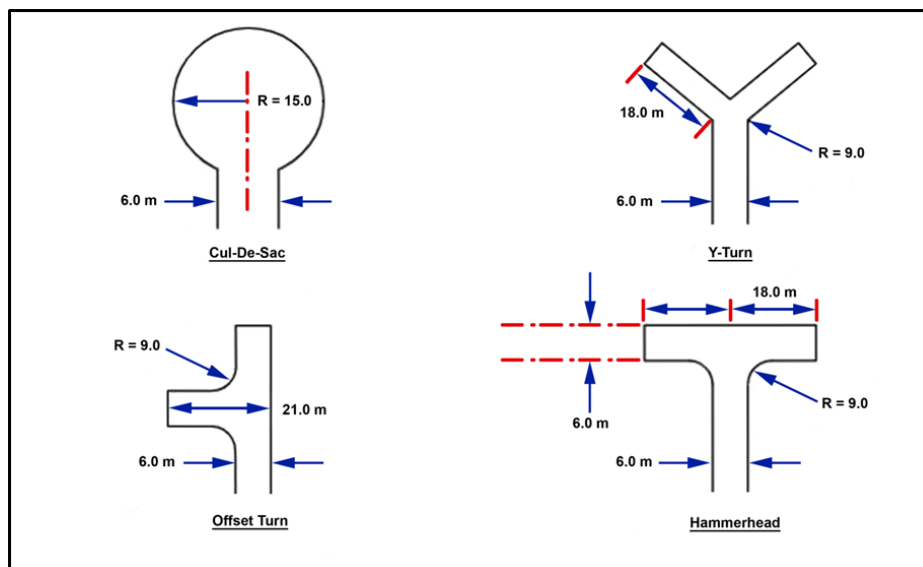 R = 15.0
6.0 m
Cul-De-Sac
18.0 m
R = 9.0
6.0 m
Y-Turn
R = 9.0
21.0 m
6.0 m
Offset Turn
18.0 m
R = 9.0
6.0 m
6.0 m
Hammerhead